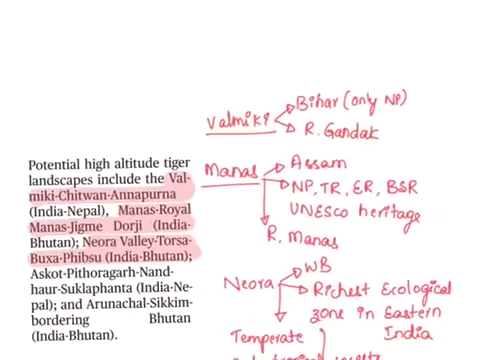 Potential high altitude tiger
landscapes include the Val-
miki-Chitwan-Annapurna
(India-Nepal), Manas-Royal
Manas-Jigme Dorji (India-
Bhutan); Neora Valley-Torsa-
Buxa-Phibsu (India-Bhutan);
Askot-Pithoragarh-Nand-
haur-Suklaphanta (India-Ne-
pal); and Arunachal-Sikkim-
bordering Bhutan
(India-Bhutan).
Valmiki
Bihar (only NP)
R. Gandak
Manas
Assam
NP, TR, ER, BSR
UNESCO heritage
R. Manas
Neora
WB
Richest Ecological
zone in Eastern
India
Temperate